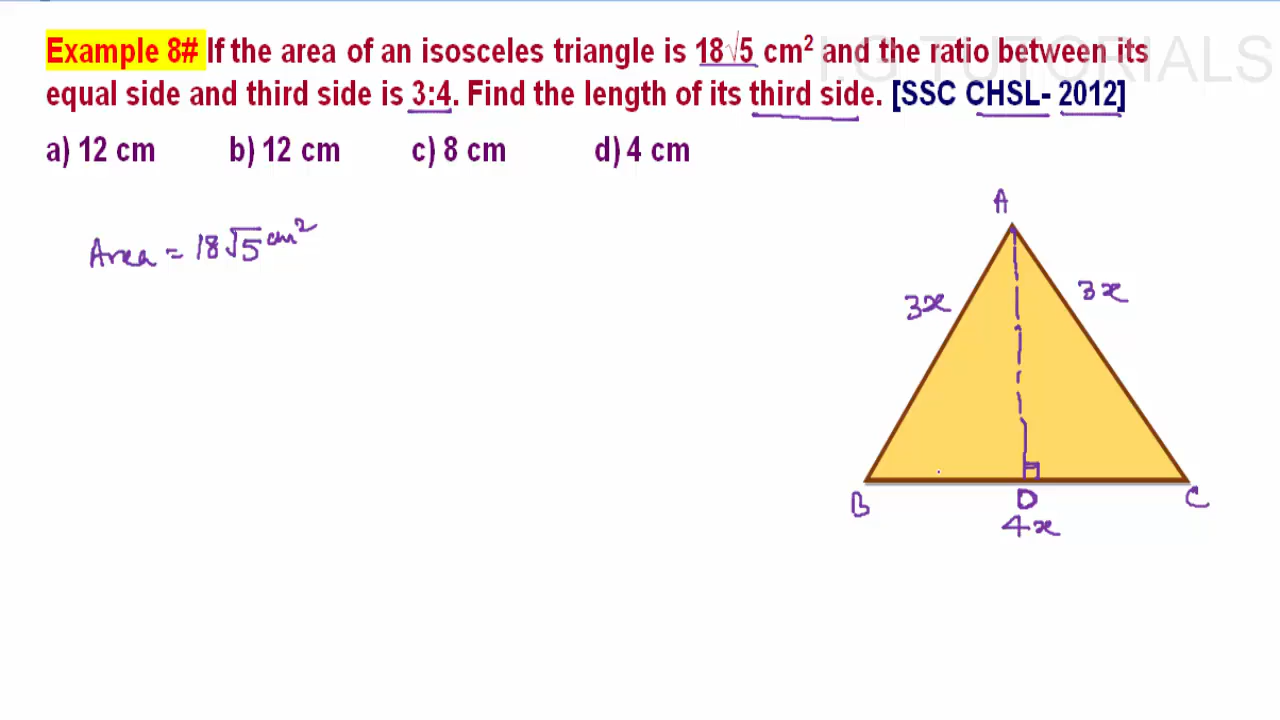 I.G TUTORIALS
Example 8# If the area of an isosceles triangle is 18√5 cm² and the ratio between its
equal side and third side is 3:4. Find the length of its third side. [SSC CHSL- 2012]
a) 12 cm b) 12 cm c) 8 cm d) 4 cm
Area = 18√5 cm²
A
3x 3x
B D C
4x